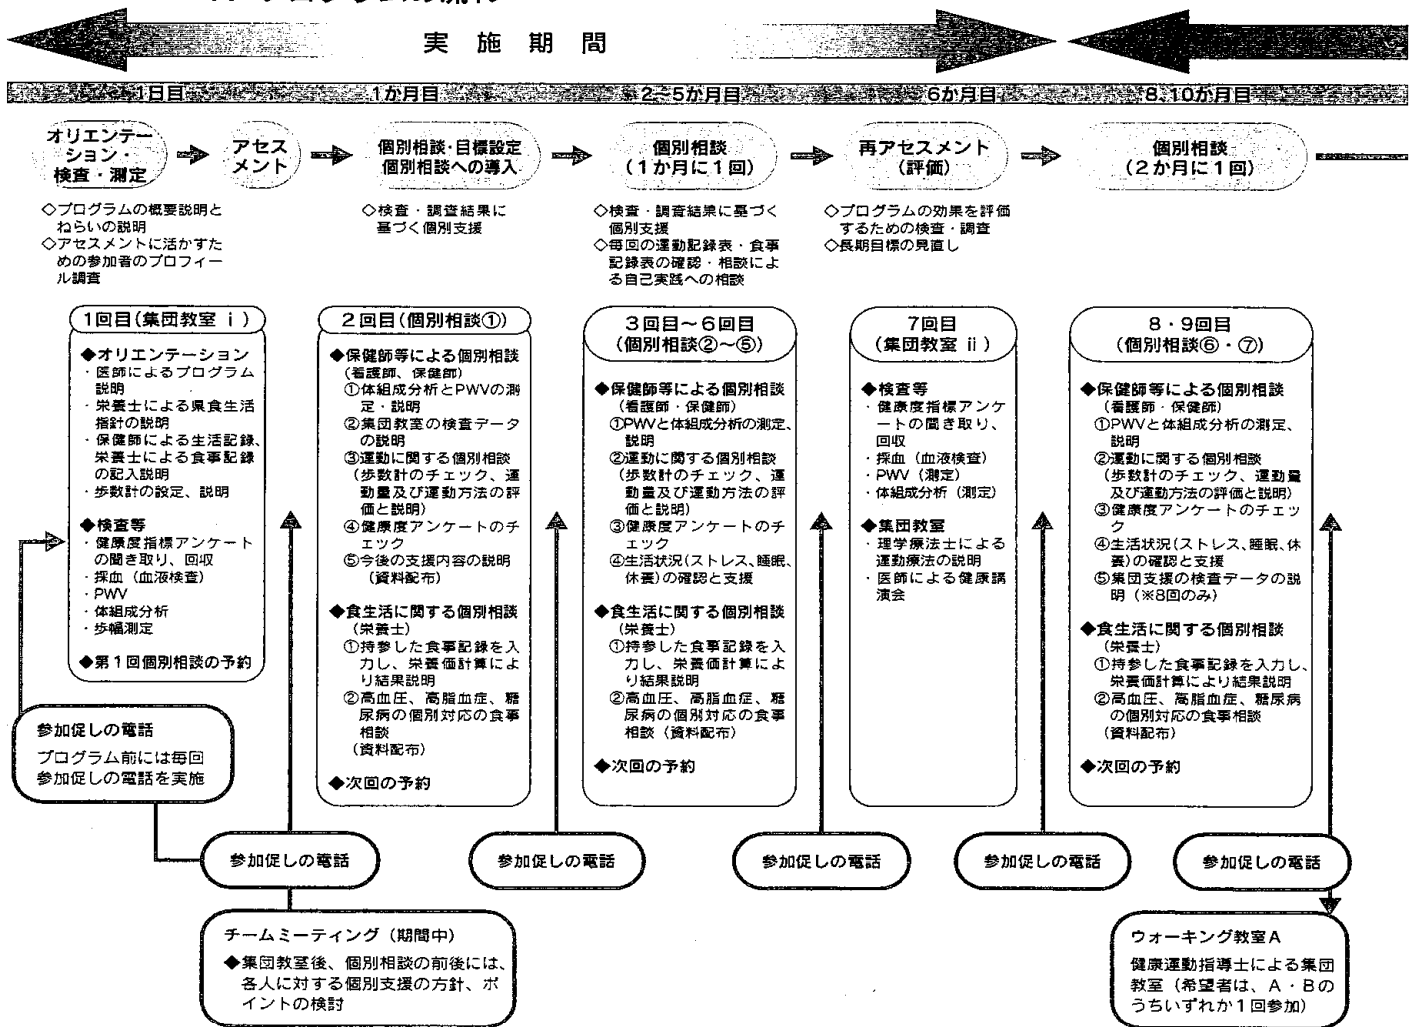 実施期間
1日目
1か月目
2~5か月目
6か月目
8、10か月目
オリエンテー
ション・
検査・測定
アセス
メント
個別相談・目標設定
個別相談への導入
個別相談
(1か月に1回)
再アセスメント
(評価)
個別相談
(2か月に1回)
◇プログラムの概要説明と
ねらいの説明
◇アセスメントに活かすた
めの参加者のプロフィー
ル調査
◇検査・調査結果に
基づく個別支援
◇検査・調査結果に基づく
個別支援
◇毎回の運動記録表・食事
記録表の確認・相談によ
る自己実践への相談
◇プログラムの効果を評価
するための検査・調査
◇長期目標の見直し
1回目(集団教室 ⅰ)
◆オリエンテーション
・医師によるプログラム
説明
・栄養士による県食生活
指針の説明
・保健師による生活記録、
栄養士による食事記録
の記入説明
・歩数計の設定、説明
◆検査等
・健康度指標アンケート
の聞き取り、回収
・採血(血液検査)
・PWV
・体組成分析
・歩幅測定
◆第1回個別相談の予約
2回目(個別相談①)
◆保健師等による個別相談
(看護師、保健師)
①体組成分析とPWVの測
定・説明
②集団教室の検査データ
の説明
③運動に関する個別相談
(歩数計のチェック、運
動量及び運動方法の評
価と説明)
④健康度アンケートのチ
ェック
⑤今後の支援内容の説明
(資料配布)
◆食生活に関する個別相談
(栄養士)
①持参した食事記録を入
力し、栄養価計算によ
り結果説明
②高血圧、高脂血症、糖
尿病の個別対応の食事
相談
(資料配布)
◆次回の予約
3回目~6回目
(個別相談②~⑤)
◆保健師等による個別相談
(看護師・保健師)
①PWVと体組成分析の測定、
説明
②運動に関する個別相談
(歩数計のチェック、運
動量及び運動方法の評
価と説明)
③健康度アンケートのチ
ェック
④生活状況(ストレス、睡眠、
休養)の確認と支援
◆食生活に関する個別相談
(栄養士)
①持参した食事記録を入
力し、栄養価計算によ
り結果説明
②高血圧、高脂血症、糖
尿病の個別対応の食事
相談(資料配布)
◆次回の予約
7回目
(集団教室 ⅱ)
◆検査等
・健康度指標アンケ
ートの聞き取り、
回収
・採血(血液検査)
・PWV(測定)
・体組成分析(測定)
◆集団教室
・理学療法士による
運動療法の説明
・医師による健康講
演会
8・9回目
(個別相談⑥・⑦)
◆保健師等による個別相談
(看護師・保健師)
①PWVと体組成分析の測定、
説明
②運動に関する個別相談
(歩数計のチェック、運動量
及び運動方法の評価と説明)
③健康度アンケートのチェッ
ク
④生活状況(ストレス、睡眠、休
養)の確認と支援
⑤集団支援の検査データの説
明(※8回のみ)
◆食生活に関する個別相談
(栄養士)
①持参した食事記録を入力し、
栄養価計算により結果説明
②高血圧、高脂血症、糖尿病
の個別対応の食事相談
(資料配布)
◆次回の予約
参加促しの電話
プログラム前には毎回
参加促しの電話を実施
参加促しの電話
参加促しの電話
参加促しの電話
参加促しの電話
参加促しの電話
チームミーティング(期間中)
◆集団教室後、個別相談の前後には、
各人に対する個別支援の方針、ポ
イントの検討
ウォーキング教室A
健康運動指導士による集団
教室(希望者は、A・Bの
うちいずれか1回参加)